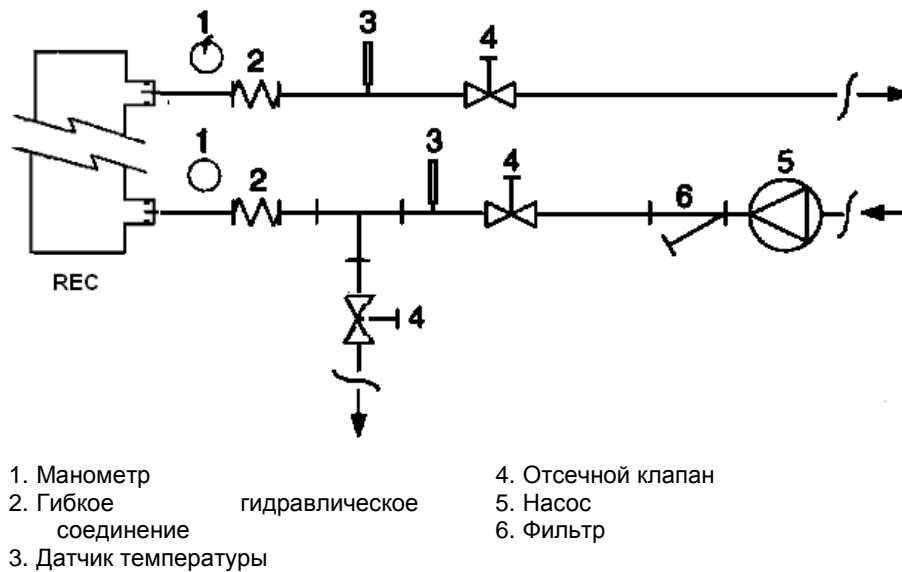 1
2
3
4
1
2
3
4
6
5
REC
4
1. Манометр
2. Гибкое гидравлическое
соединение
3. Датчик температуры
4. Отсечной клапан
5. Насос
6. Фильтр